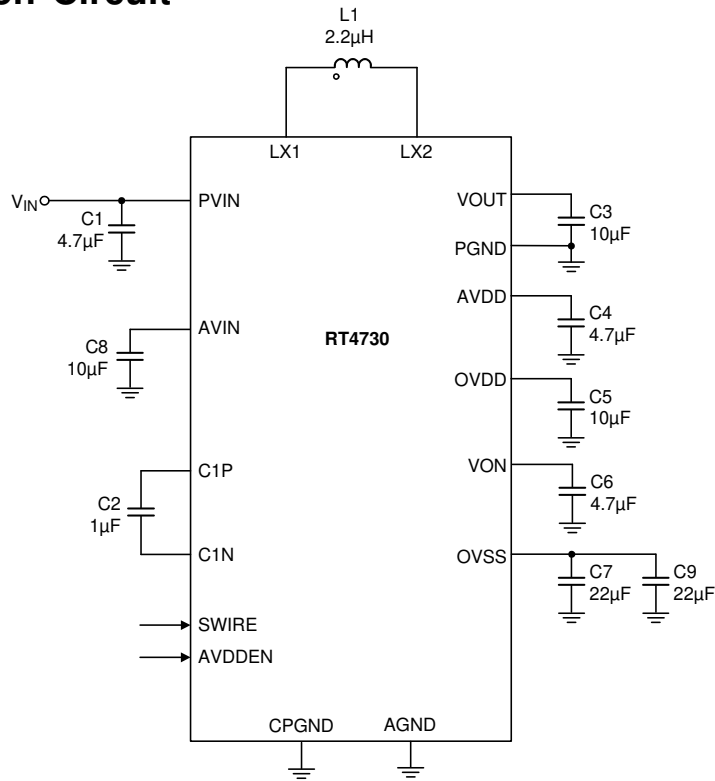 Circuit
L1
2.2µH
LX1 LX2
VIN
C1
4.7µF
PVIN
VOUT
C3
10µF
PGND
AVIN
C8
10µF
RT4730
AVDD
C4
4.7µF
OVDD
C5
10µF
C1P
C2
1µF
C1N
VON
C6
4.7µF
OVSS
C7
22µF
C9
22µF
SWIRE
AVDDEN
CPGND AGND